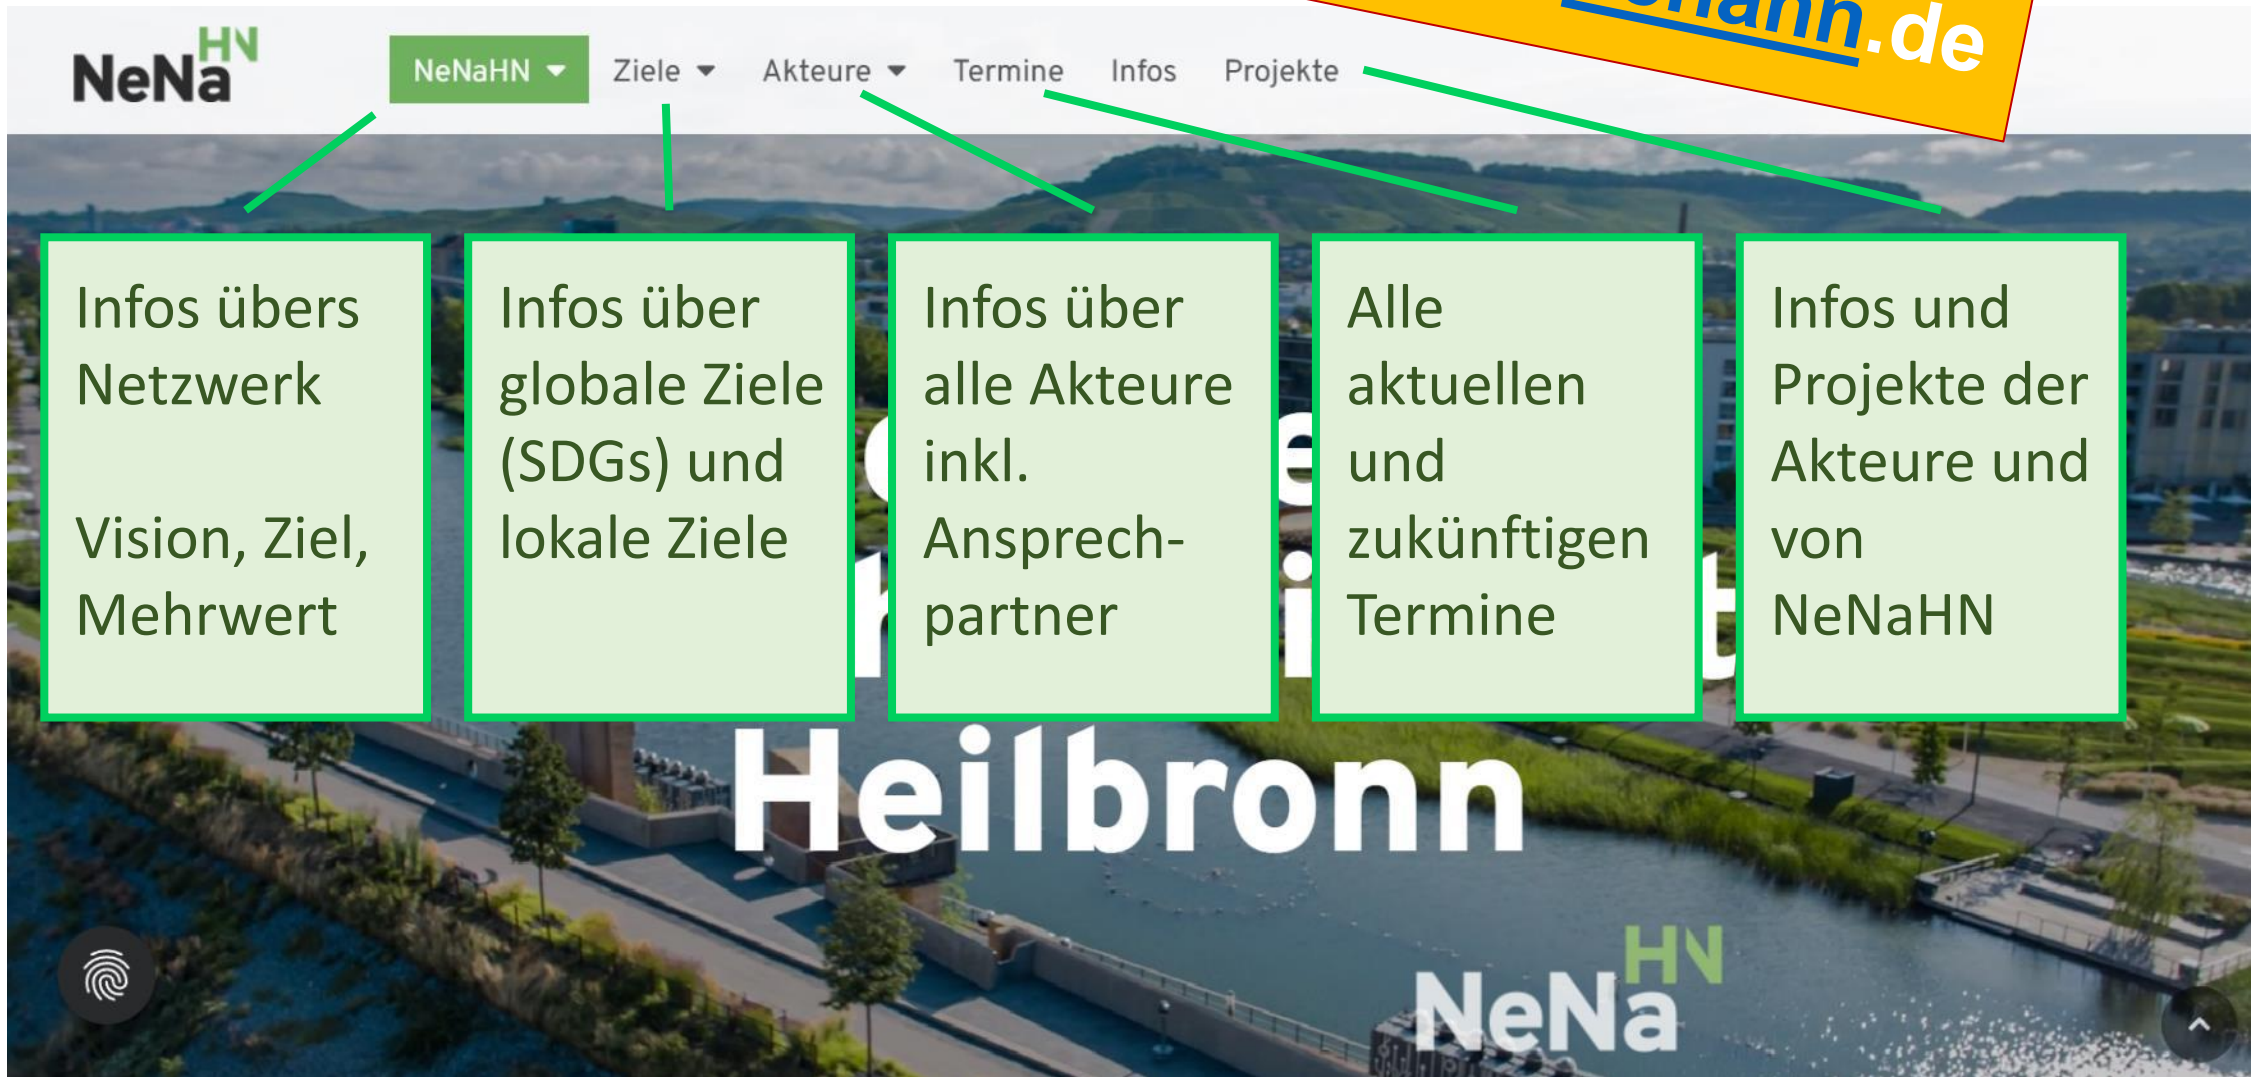 .de
NeNaHN
NeNaHN Ziele Akteure Termine Infos Projekte
Infos übers
Netzwerk
Vision, Ziel,
Mehrwert
Infos über
globale Ziele
(SDGs) und
lokale Ziele
Infos über
alle Akteure
inkl.
Ansprech-
partner
Alle
aktuellen
und
zukünftigen
Termine
Infos und
Projekte der
Akteure und
von
NeNaHN
Heilbronn
NeNaHN